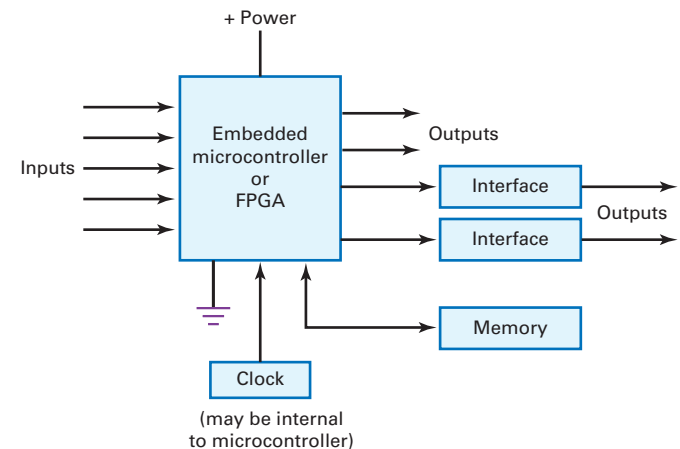 + Power
Embedded
microcontroller
or
FPGA
Inputs
Outputs
Interface
Outputs
Interface
Memory
Clock
(may be internal
to microcontroller)